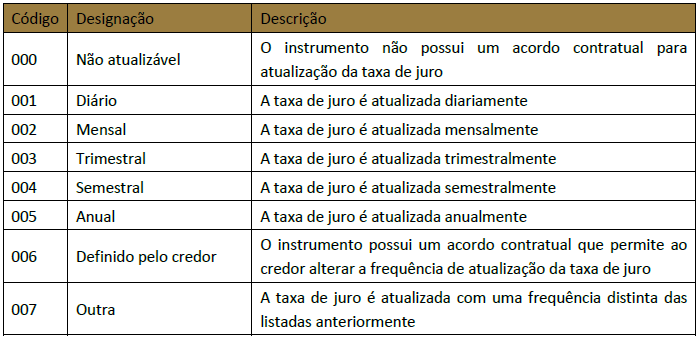 Código Designação Descrição
000 Não atualizável O instrumento não possui um acordo contratual para
atualização da taxa de juro
001 Diário A taxa de juro é atualizada diariamente
002 Mensal A taxa de juro é atualizada mensalmente
003 Trimestral A taxa de juro é atualizada trimestralmente
004 Semestral A taxa de juro é atualizada semestralmente
005 Anual A taxa de juro é atualizada anualmente
006 Definido pelo credor O instrumento possui um acordo contratual que permite ao
credor alterar a frequência de atualização da taxa de juro
007 Outra A taxa de juro é atualizada com uma frequência distinta das
listadas anteriormente